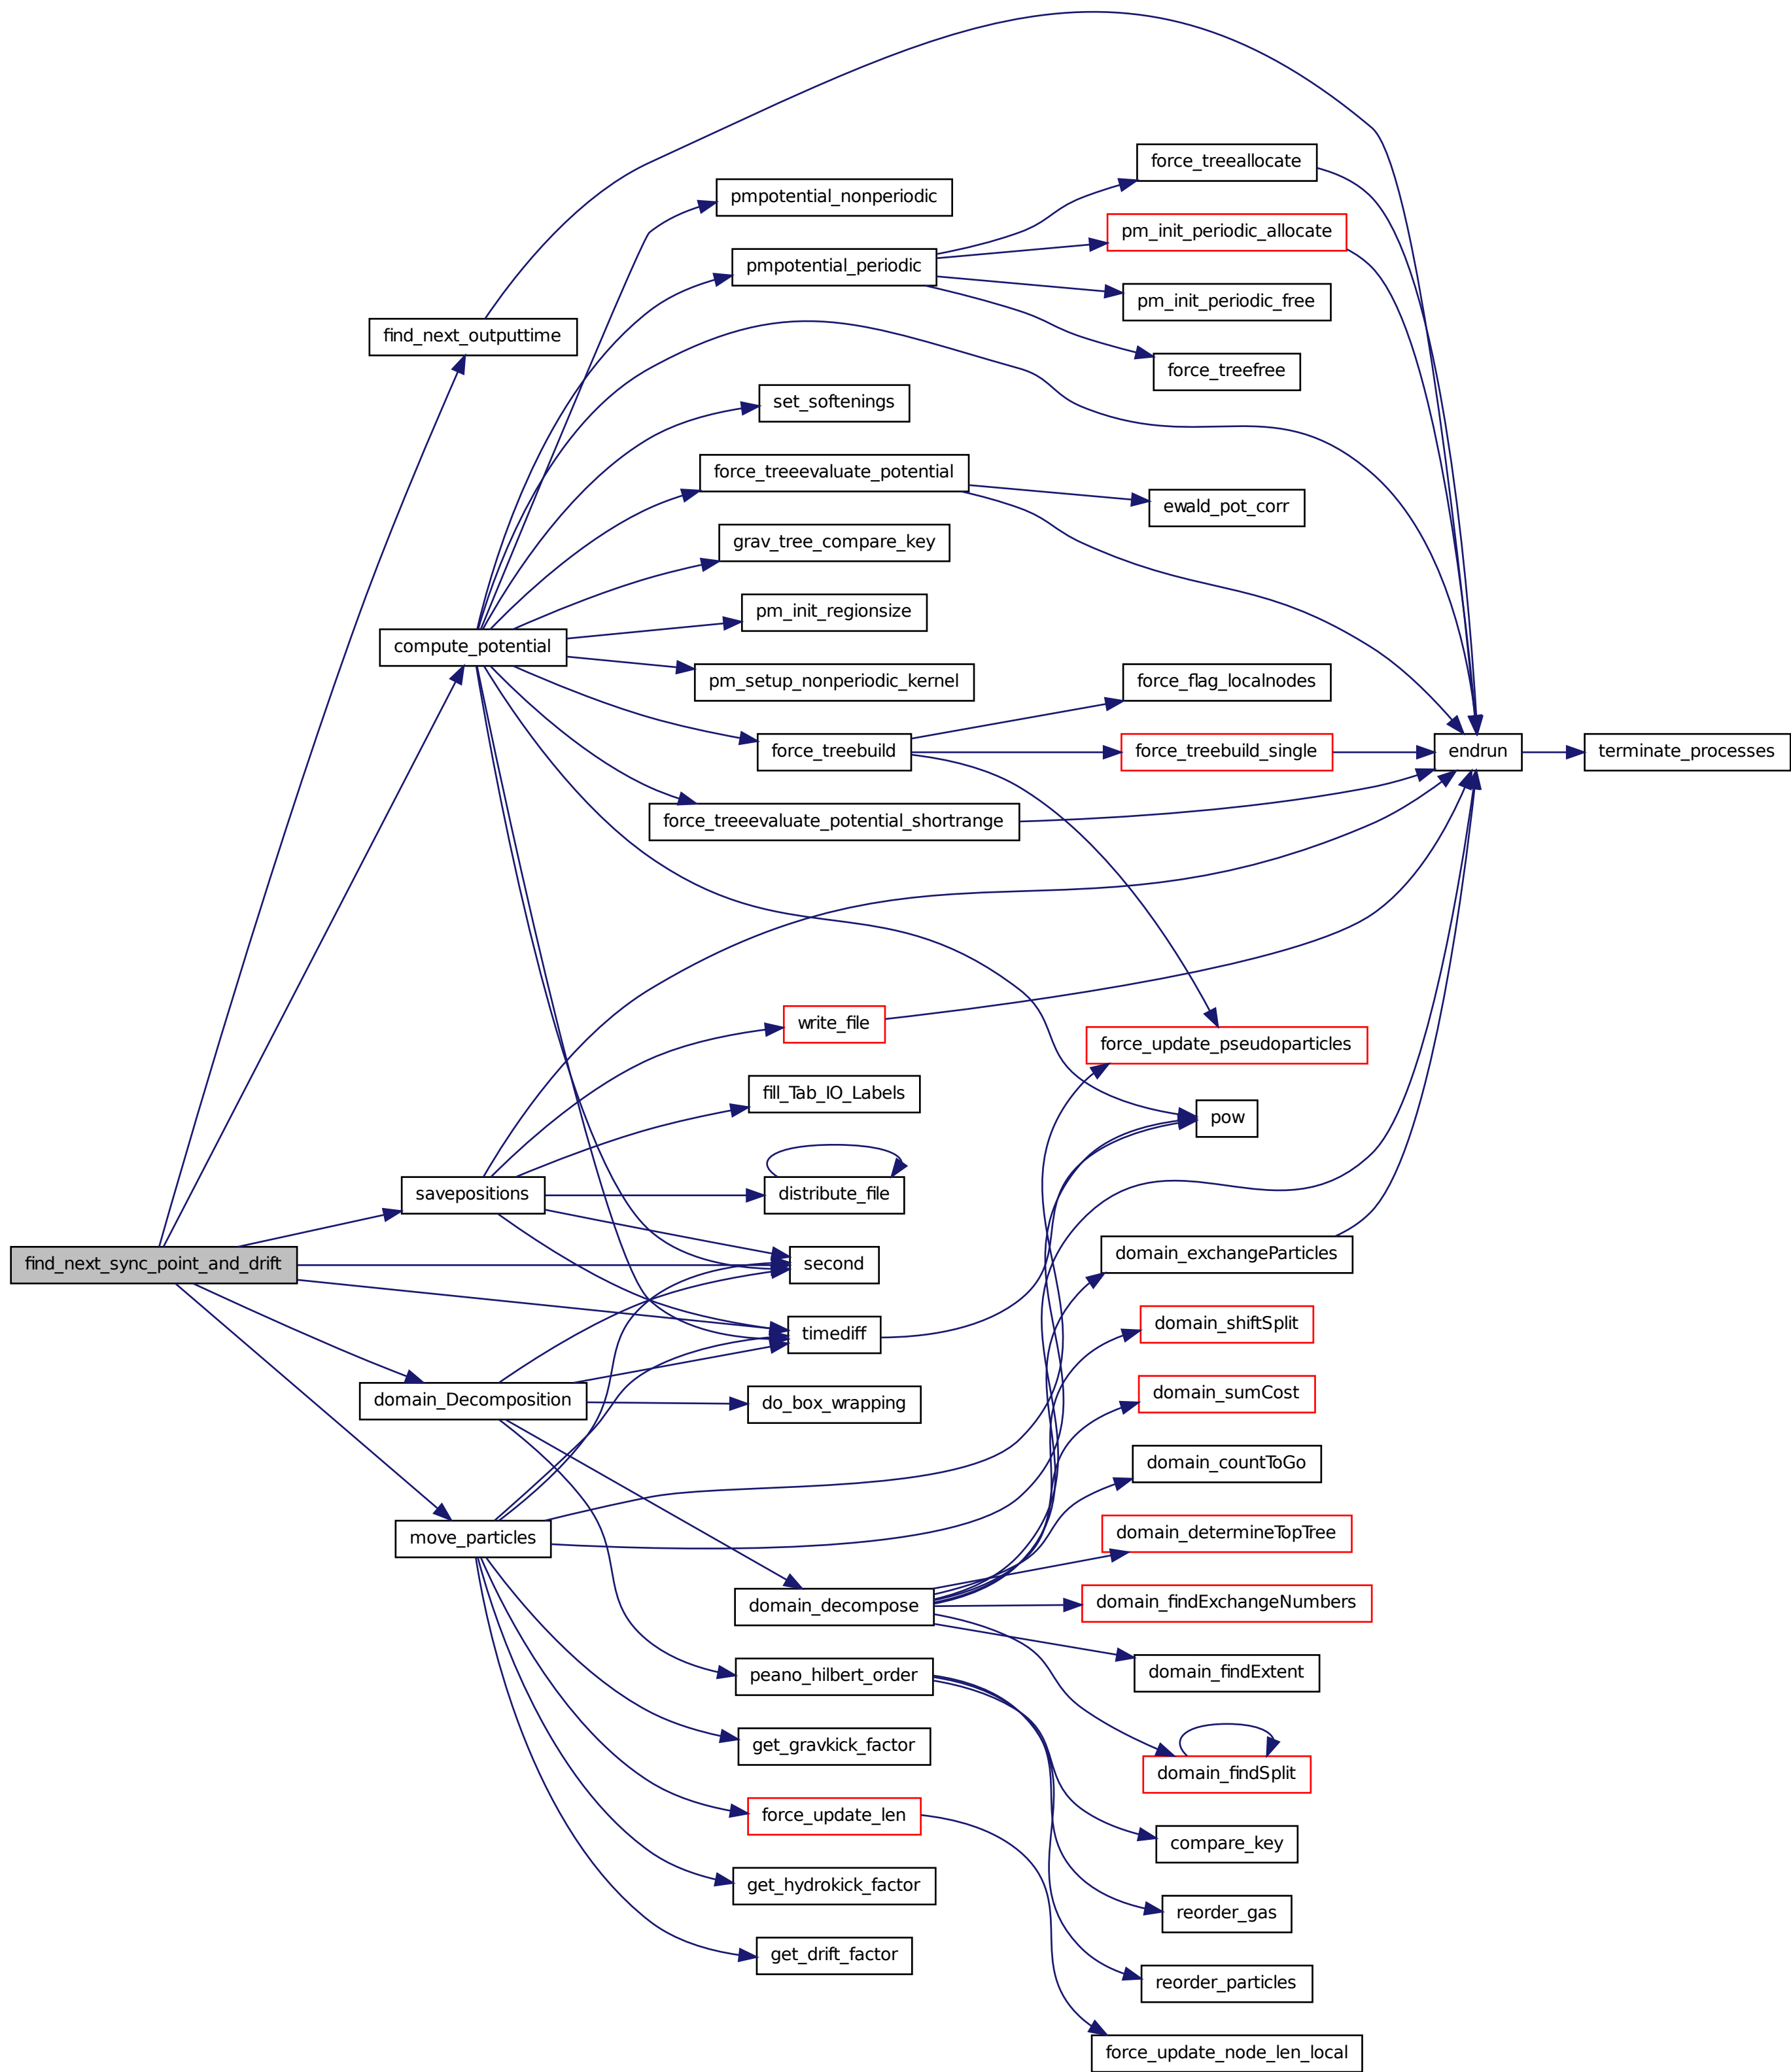 find_next_sync_point_and_drift
find_next_outputtime
compute_potential
savepositions
domain_Decomposition
move_particles
pmpotential_nonperiodic
pmpotential_periodic
set_softenings
force_treeevaluate_potential
grav_tree_compare_key
pm_init_regionsize
pm_setup_nonperiodic_kernel
force_treebuild
force_treeevaluate_potential_shortrange
write_file
fill_Tab_IO_Labels
distribute_file
second
timediff
do_box_wrapping
domain_decompose
peano_hilbert_order
get_gravkick_factor
force_update_len
get_hydrokick_factor
get_drift_factor
force_treeallocate
pm_init_periodic_allocate
pm_init_periodic_free
force_treefree
ewald_pot_corr
force_flag_localnodes
force_treebuild_single
force_update_pseudoparticles
pow
domain_exchangeParticles
domain_shiftSplit
domain_sumCost
domain_countToGo
domain_determineTopTree
domain_findExchangeNumbers
domain_findExtent
domain_findSplit
compare_key
reorder_gas
reorder_particles
force_update_node_len_local
endrun
terminate_processes